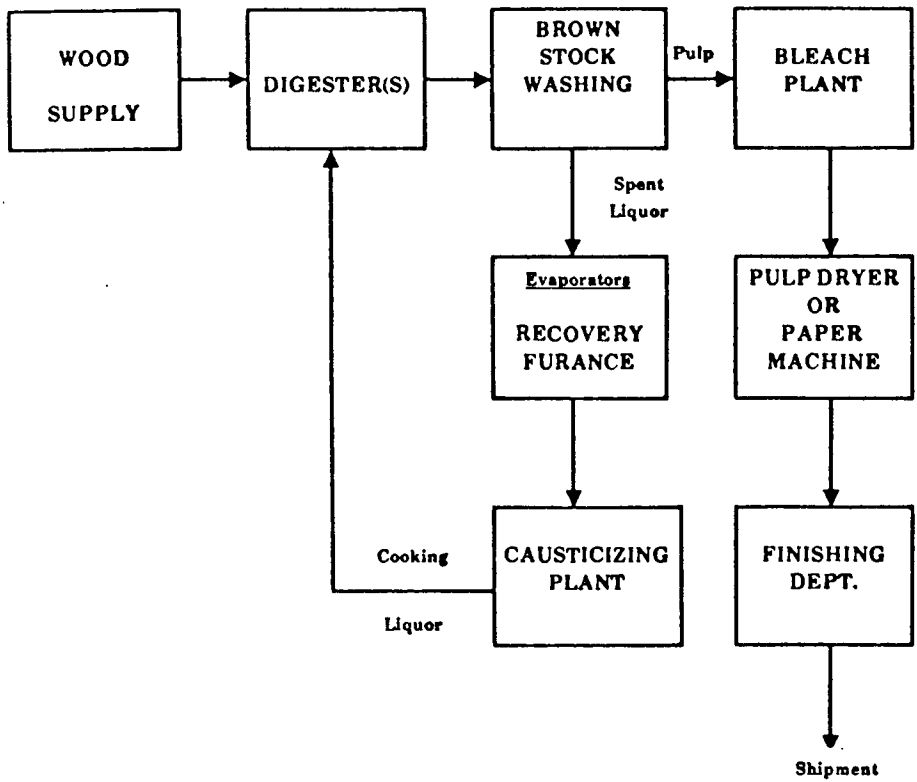 WOOD
SUPPLY
DIGESTER(S)
BROWN
STOCK
WASHING
Pulp
BLEACH
PLANT
Spent
Liquor
Evaporators
RECOVERY
FURANCE
PULP DRYER
OR
PAPER
MACHINE
Cooking
Liquor
CAUSTICIZING
PLANT
FINISHING
DEPT.
Shipment